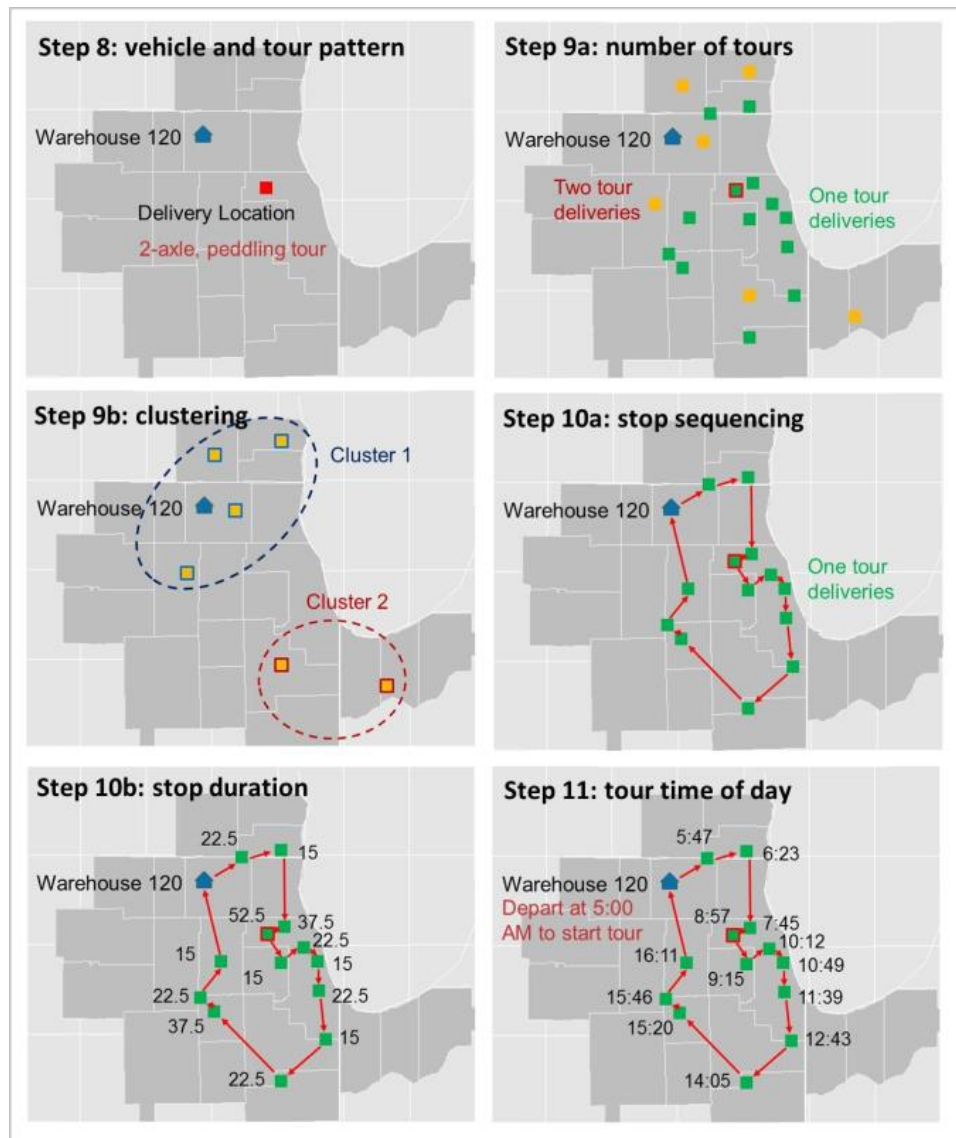 Step 8: vehicle and tour pattern
Warehouse 120
Delivery Location
2-axle, peddling tour
Step 9a: number of tours
Warehouse 120
Two tour
deliveries
One tour
deliveries
Step 9b: clustering
Cluster 1
Warehouse 120
Cluster 2
Step 10a: stop sequencing
Warehouse 120
One tour
deliveries
Step 10b: stop duration
22.5
15
Warehouse 120
52.5
37.5
22.5
15
15
15
22.5
22.5
37.5
15
22.5
Step 11: tour time of day
5:47
6:23
Warehouse 120
Depart at 5:00
AM to start tour
8:57
7:45
10:12
16:11
10:49
9:15
11:39
15:46
15:20
12:43
14:05